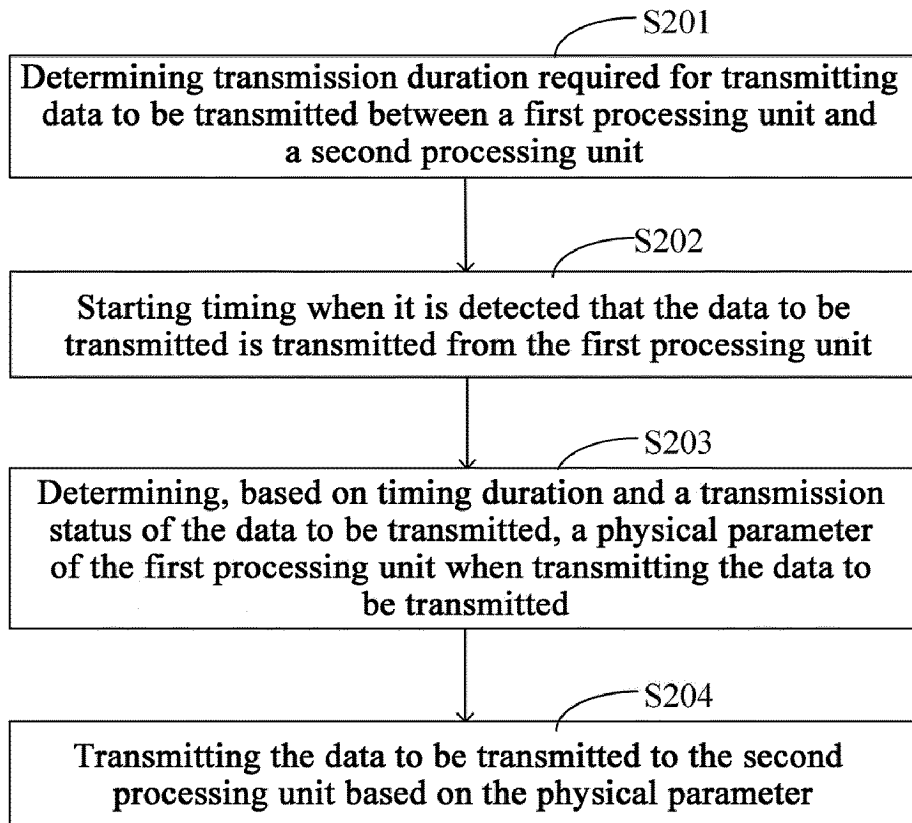 S201
Determining transmission duration required for transmitting
data to be transmitted between a first processing unit and
a second processing unit
S202
Starting timing when it is detected that the data to be
transmitted is transmitted from the first processing unit
S203
Determining, based on timing duration and a transmission
status of the data to be transmitted, a physical parameter
of the first processing unit when transmitting the data to
be transmitted
S204
Transmitting the data to be transmitted to the second
processing unit based on the physical parameter